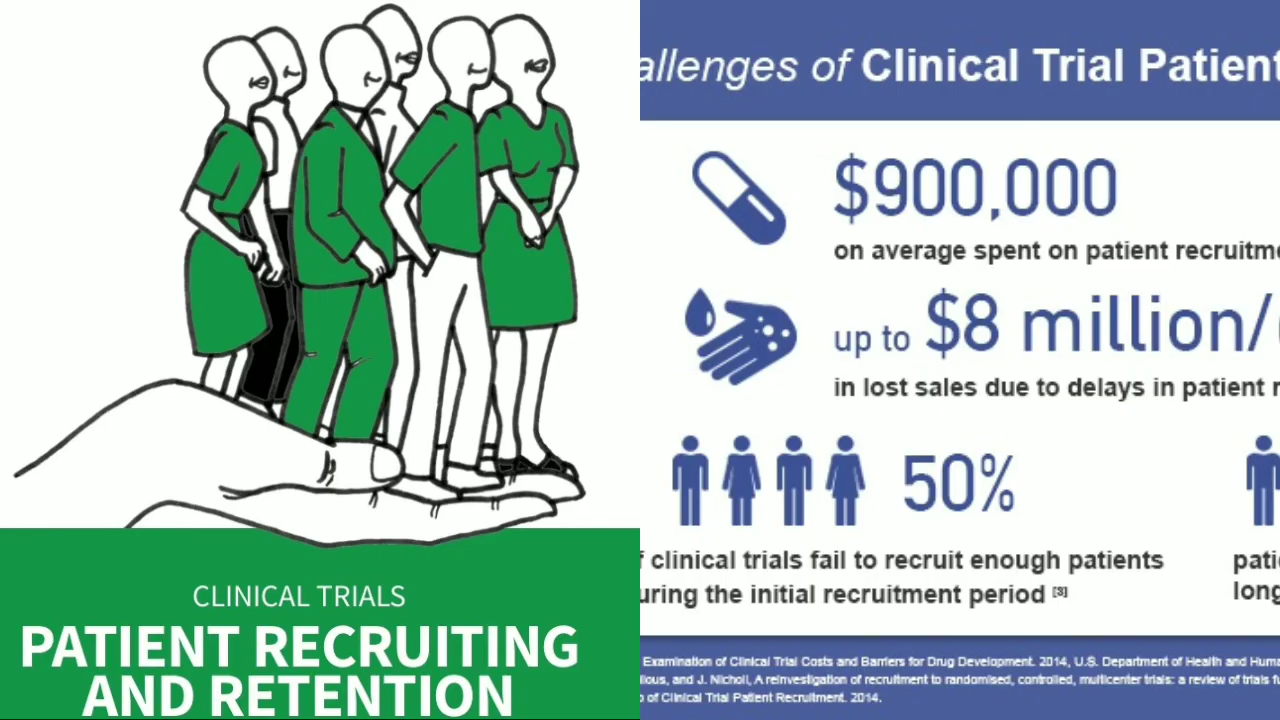 CLINICAL TRIALS
PATIENT RECRUITING
AND RETENTION
allenges of Clinical Trial Patient
$900,000
on average spent on patient recruitm
up to $8 million/
in lost sales due to delays in patient
50%
clinical trials fail to recruit enough patients
uring the initial recruitment period [3]
patie
long
Examination of Clinical Trial Costs and Barriers for Drug Development. 2014, U.S. Department of Health and Huma
llous, and J. Nicholl, A reinvestigation of recruitment to randomised, controlled, multicenter trials: a review of trials fu
of Clinical Trial Patient Recruitment. 2014.